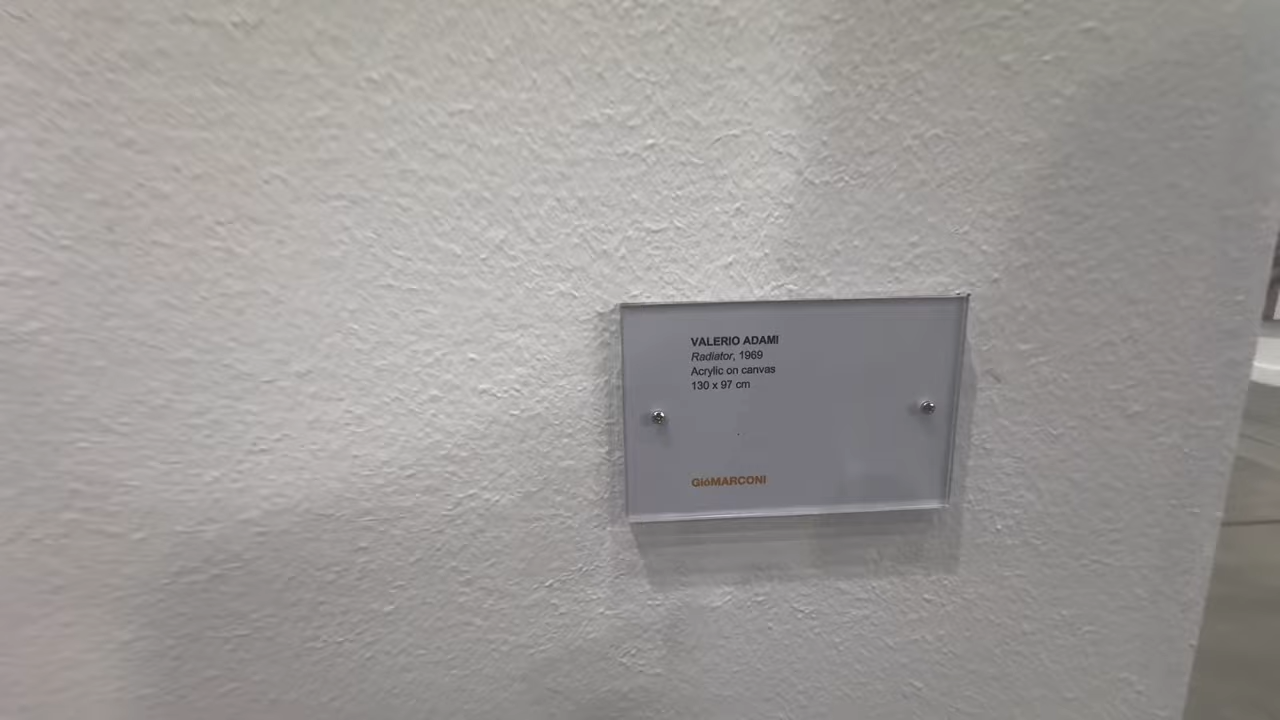 VALERIO ADAMI
Radiator, 1969
Acrylic on canvas
130 x 97 cm
GióMARCONI